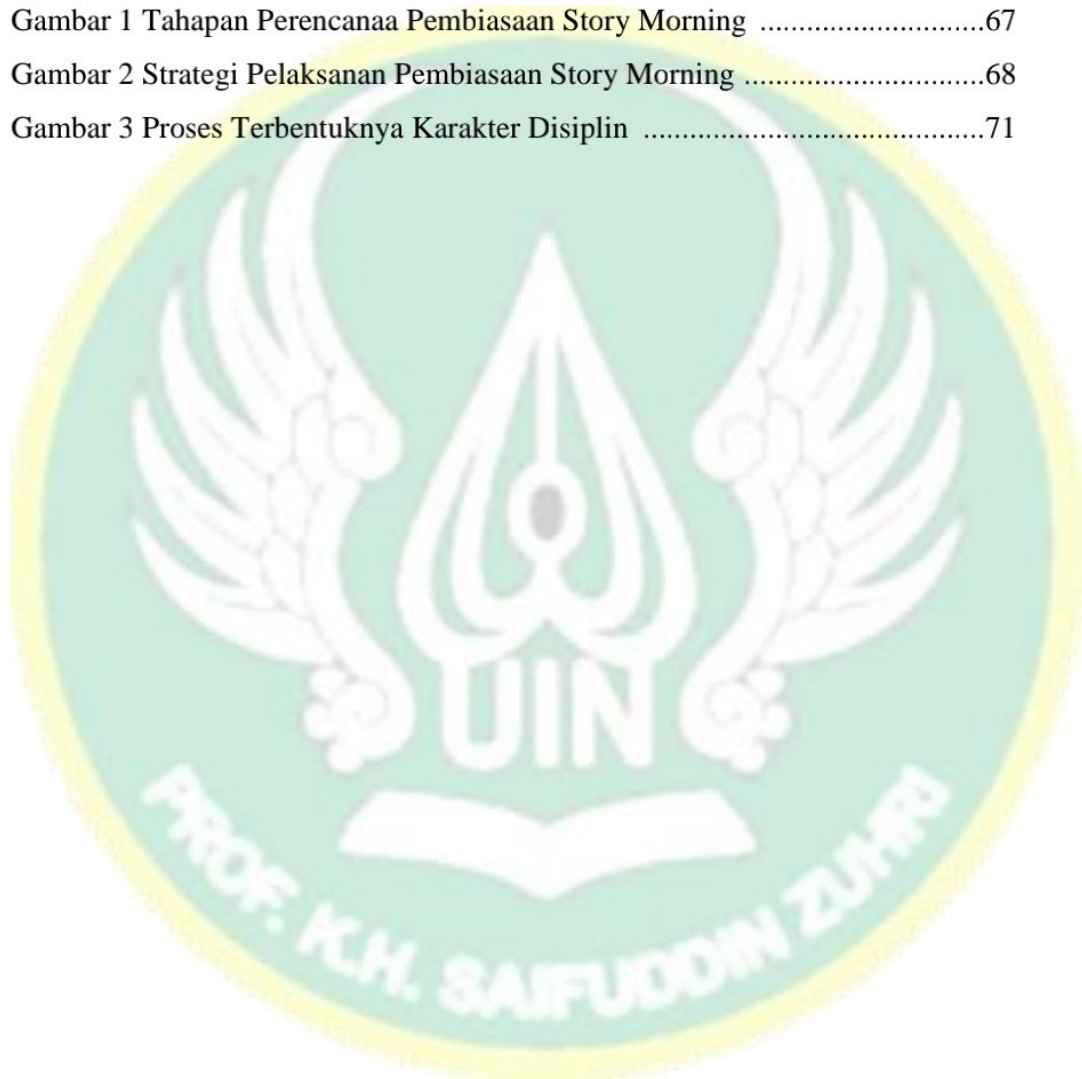 Gambar 1 Tahapan Perencanaa Pembiasaan Story Morning .............................67
Gambar 2 Strategi Pelaksanan Pembiasaan Story Morning ...............................68
Gambar 3 Proses Terbentuknya Karakter Disiplin ............................................71
UIN
PROF. K.H. SAIFUDDIN ZUHRI